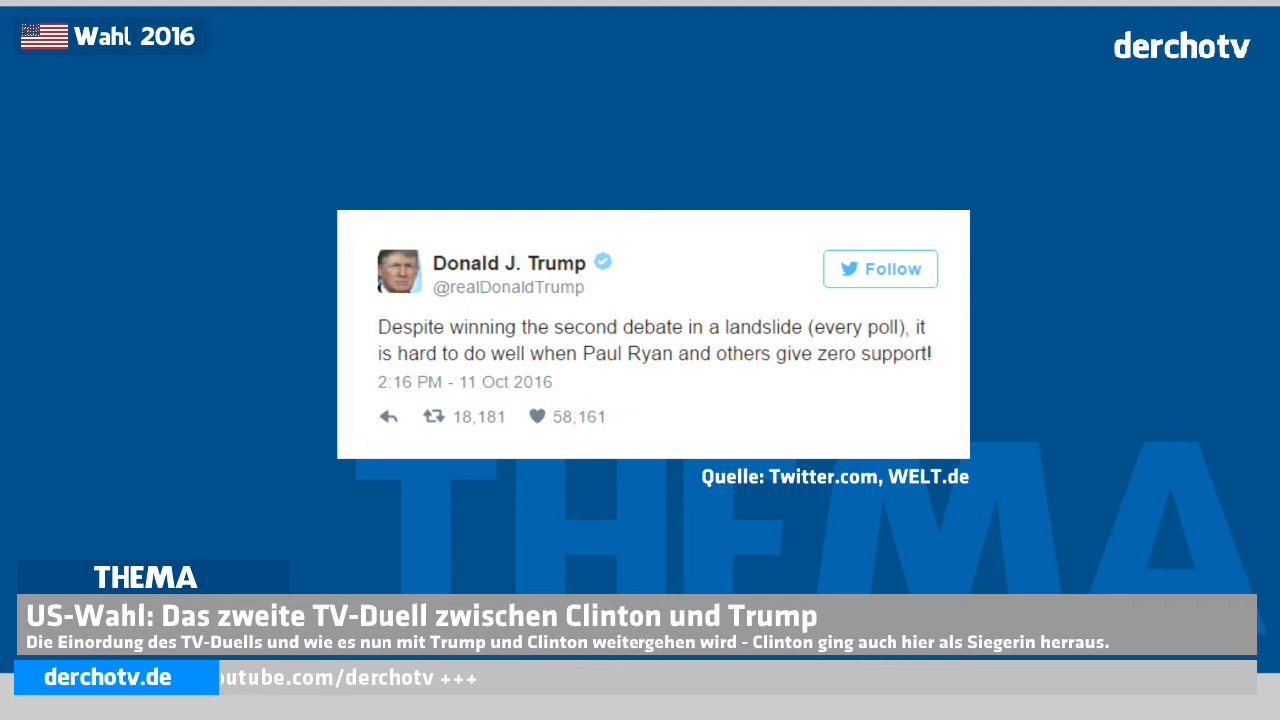 Wahl 2016
derchotv
Donald J. Trump
@realDonaldTrump
Follow
Despite winning the second debate in a landslide (every poll), it
is hard to do well when Paul Ryan and others give zero support!
2:16 PM - 11 Oct 2016
18,181 58,161
Quelle: Twitter.com, WELT.de
THEMA
THEMA
US-Wahl: Das zweite TV-Duell zwischen Clinton und Trump
Die Einordung des TV-Duells und wie es nun mit Trump und Clinton weitergehen wird - Clinton ging auch hier als Siegerin herraus.
derchotv.de utube.com/derchotv +++